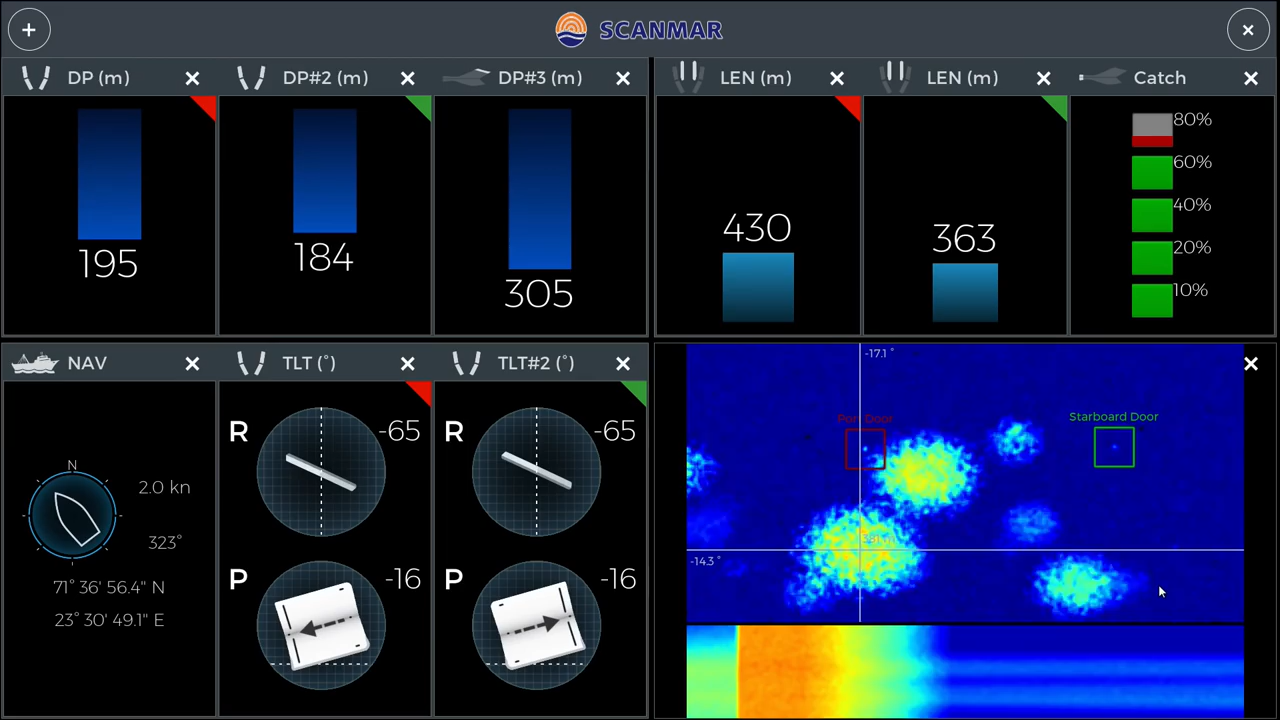 SCANMAR
DP (m)
DP#2 (m)
DP#3 (m)
LEN (m)
LEN (m)
Catch
195
184
305
430
363
80%
60%
40%
20%
10%
NAV
TLT (°)
TLT#2 (°)
N
2.0 kn
323°
71° 36' 56.4" N
23° 30' 49.1" E
R
-65
P
-16
R
-65
P
-16
-17.1 °
Port Door
Starboard Door
-14.3 °